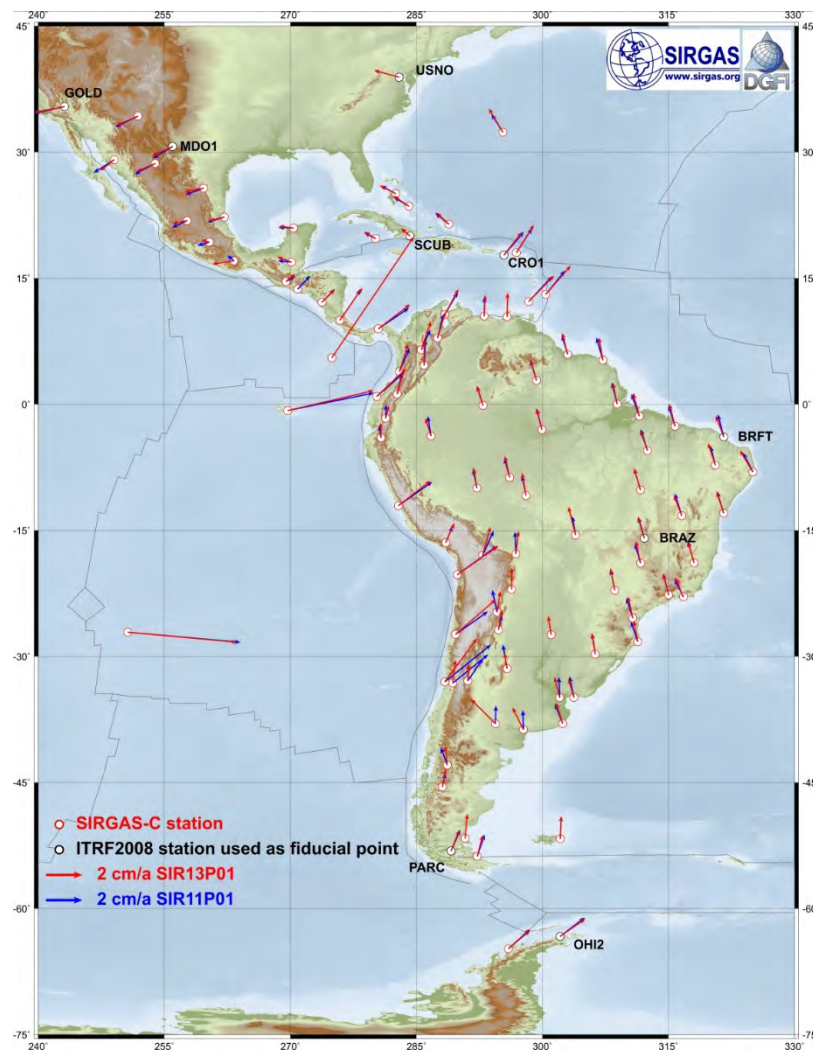 240˚ 255˚ 270˚ 285˚ 300˚ 315˚ 330˚
45˚ 45˚
SIRGAS
www.sirgas.org
DGFI
USNO
GOLD
30˚ 30˚
MDO1
SCUB
CRO1
15˚ 15˚
0˚ 0˚
BRFT
-15˚ -15˚
BRAZ
-30˚ -30˚
-45˚ -45˚
SIRGAS-C station
ITRF2008 station used as fiducial point
PARC
2 cm/a SIR13P01
2 cm/a SIR11P01
-60˚ -60˚
OHI2
-75˚ -75˚
240˚ 255˚ 270˚ 285˚ 300˚ 315˚ 330˚